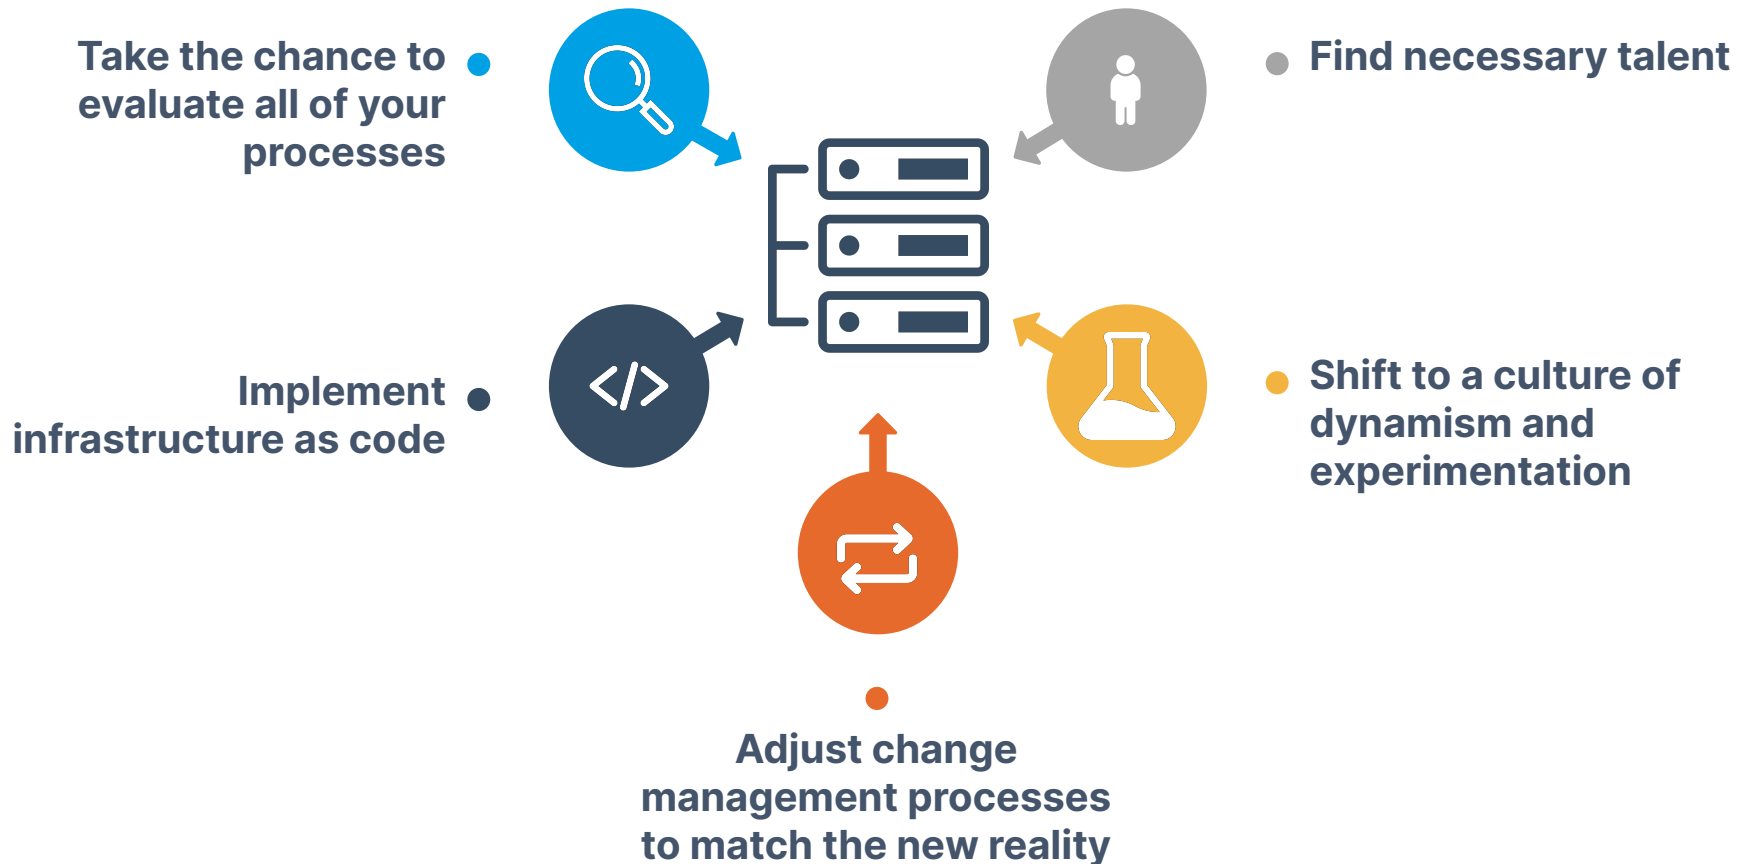 Take the chance to
evaluate all of your
processes
Find necessary talent
Implement
infrastructure as code
Shift to a culture of
dynamism and
experimentation
Adjust change
management processes
to match the new reality